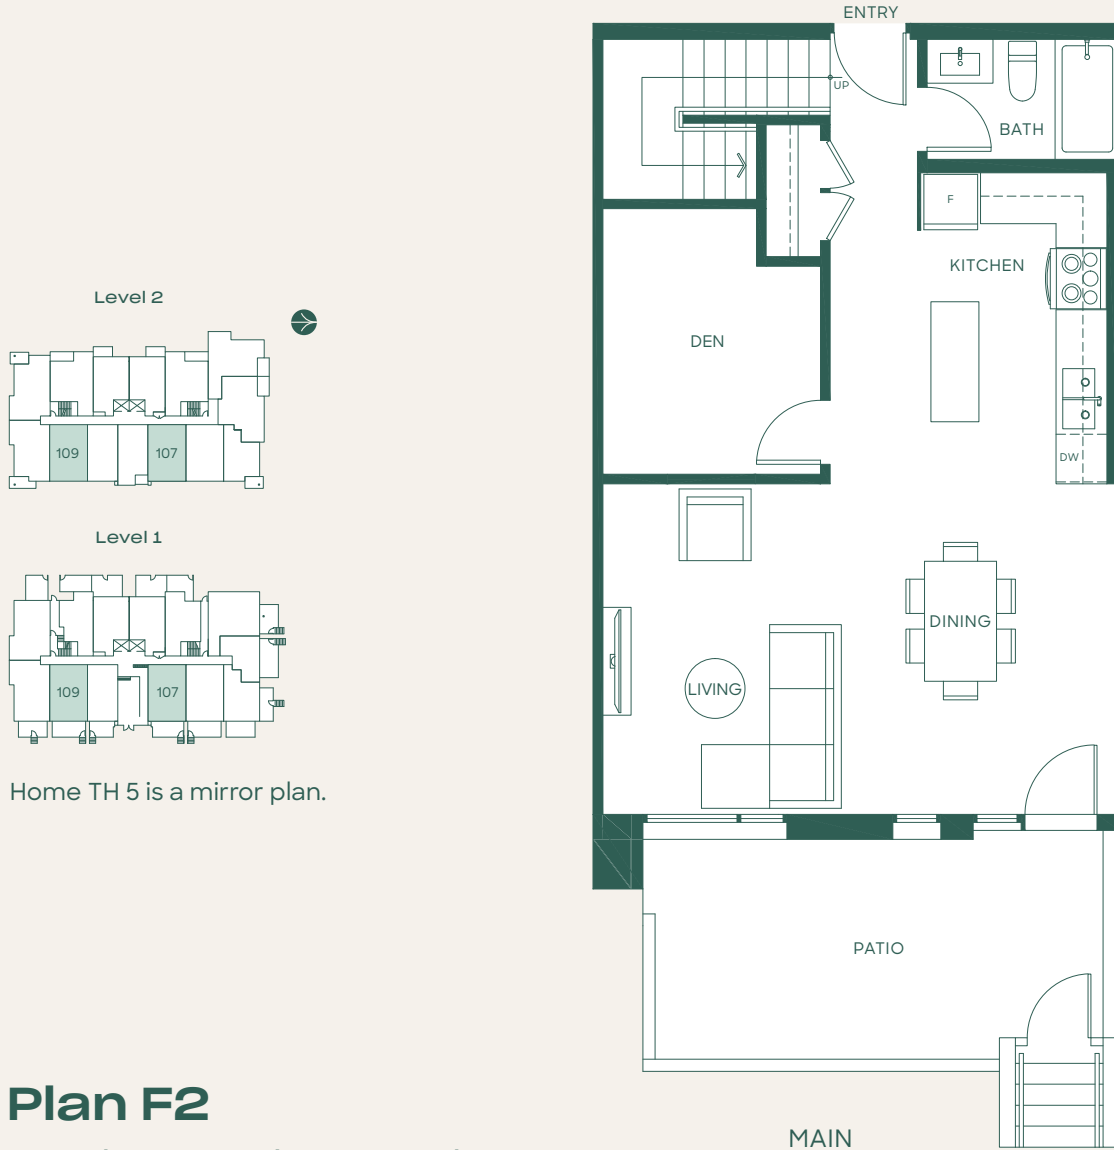 ENTRY
UP
BATH
F
KITCHEN
Level 2
DEN
109
107
DW
Level 1
DINING
109
107
LIVING
Home TH 5 is a mirror plan.
PATIO
Plan F2
MAIN